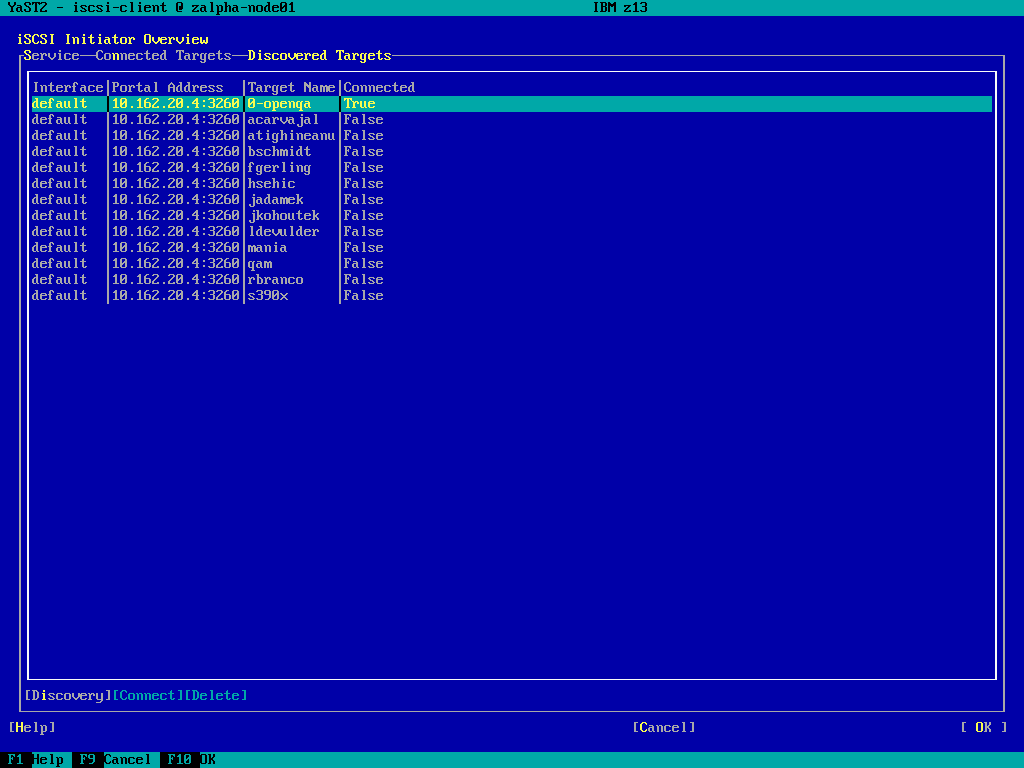 YaST2 - iscsi-client @ zalpha-node01 IBM z13
iSCSI Initiator Overview
Service Connected Targets Discovered Targets
Interface|Portal Address |Target Name|Connected
default |10.162.20.4:3260|0-openqa |True
default |10.162.20.4:3260|acarvajal |False
default |10.162.20.4:3260|atighineanu|False
default |10.162.20.4:3260|bschmidt |False
default |10.162.20.4:3260|fgerling |False
default |10.162.20.4:3260|hsehic |False
default |10.162.20.4:3260|jadamek |False
default |10.162.20.4:3260|jkohoutek |False
default |10.162.20.4:3260|ldevulder |False
default |10.162.20.4:3260|mania |False
default |10.162.20.4:3260|qam |False
default |10.162.20.4:3260|rbranco |False
default |10.162.20.4:3260|s390x |False
[Discovery][Connect][Delete]
[Help] [Cancel] [ OK ]
F1 Help F9 Cancel F10 OK